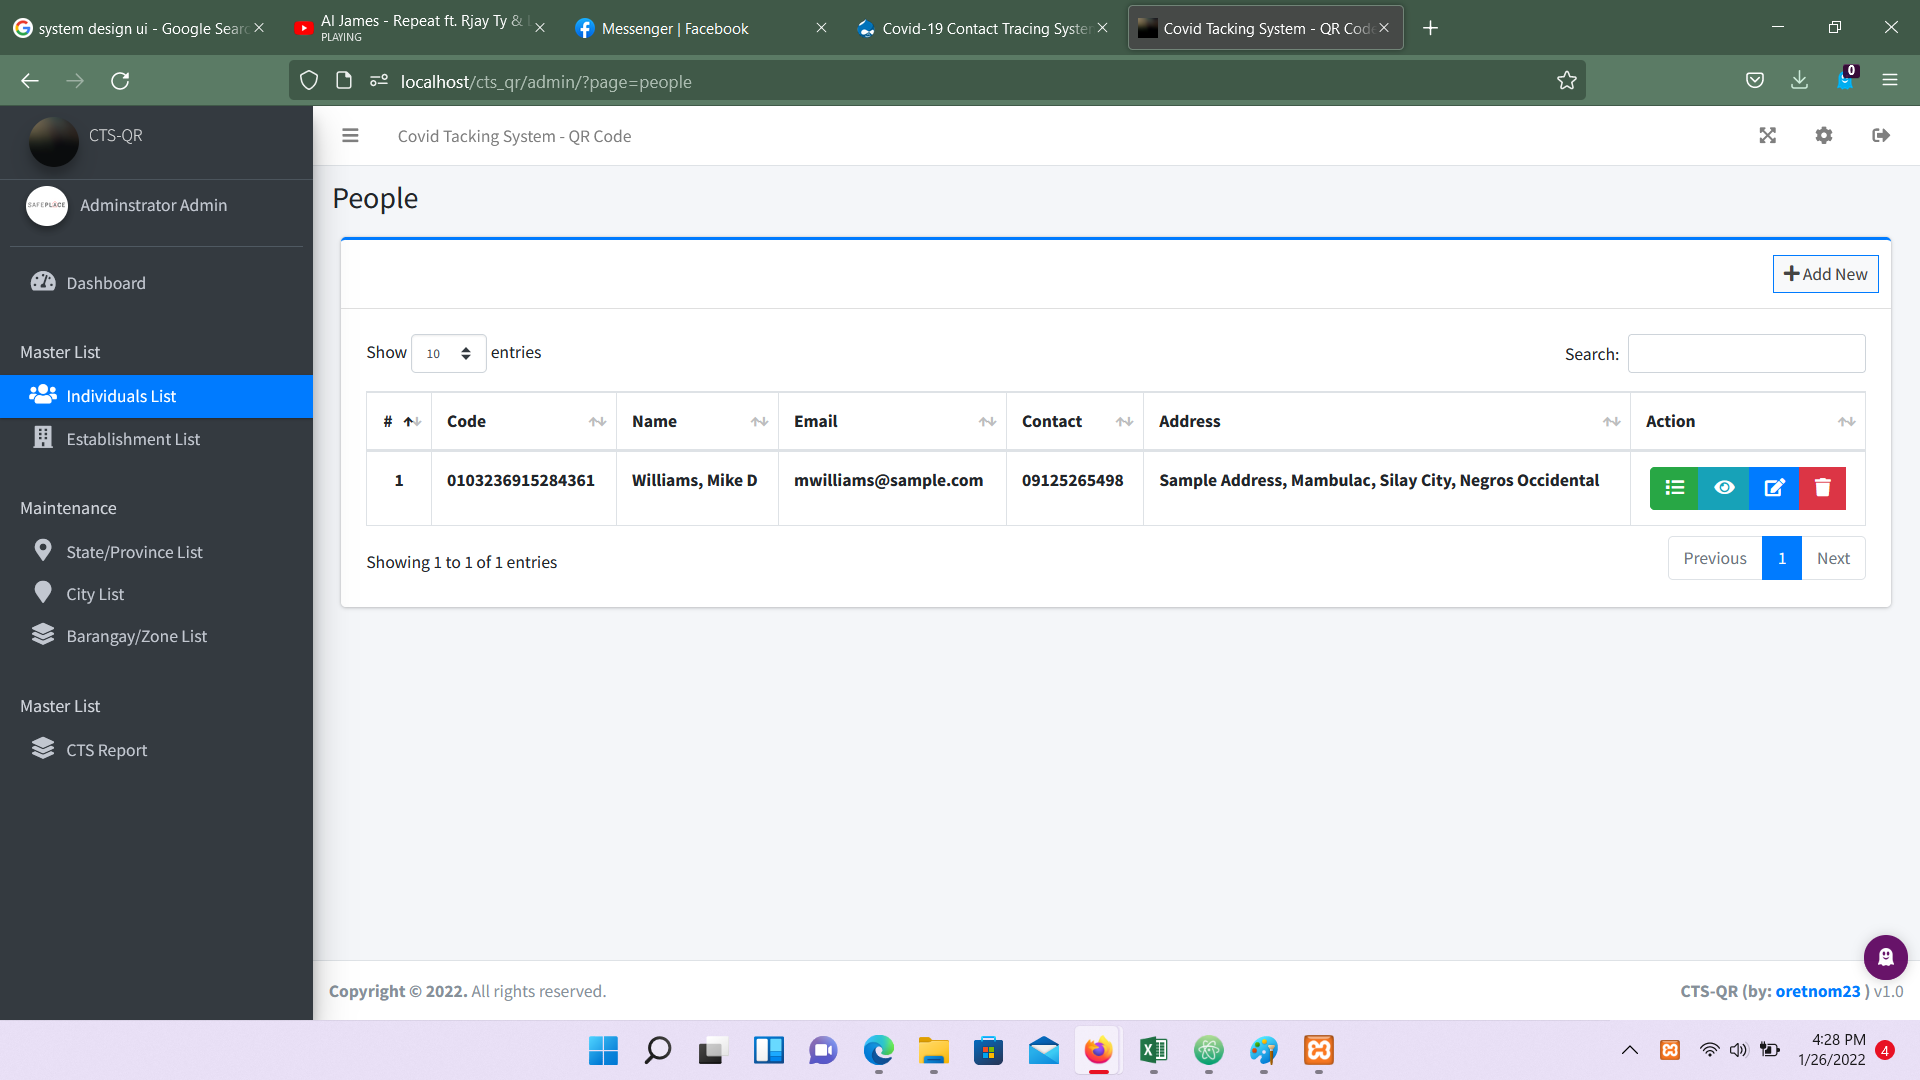 system design ui - Google Searc
Al James - Repeat ft. Rjay Ty &
PLAYING
Messenger | Facebook
Covid-19 Contact Tracing System
Covid Tacking System - QR Code
localhost/cts_qr/admin/?page=people
0
CTS-QR
Covid Tacking System - QR Code
SAFEPLACE
Adminstrator Admin
People
Dashboard
Add New
Master List
Show 10 entries
Search:
Individuals List
Establishment List
# Code Name Email Contact Address Action
1 0103236915284361 Williams, Mike D mwilliams@sample.com 09125265498 Sample Address, Mambulac, Silay City, Negros Occidental
Maintenance
State/Province List
City List
Barangay/Zone List
Showing 1 to 1 of 1 entries
Previous 1 Next
Master List
CTS Report
Copyright © 2022. All rights reserved.
CTS-QR (by: oretnom23 ) v1.0
4:28 PM
1/26/2022
4